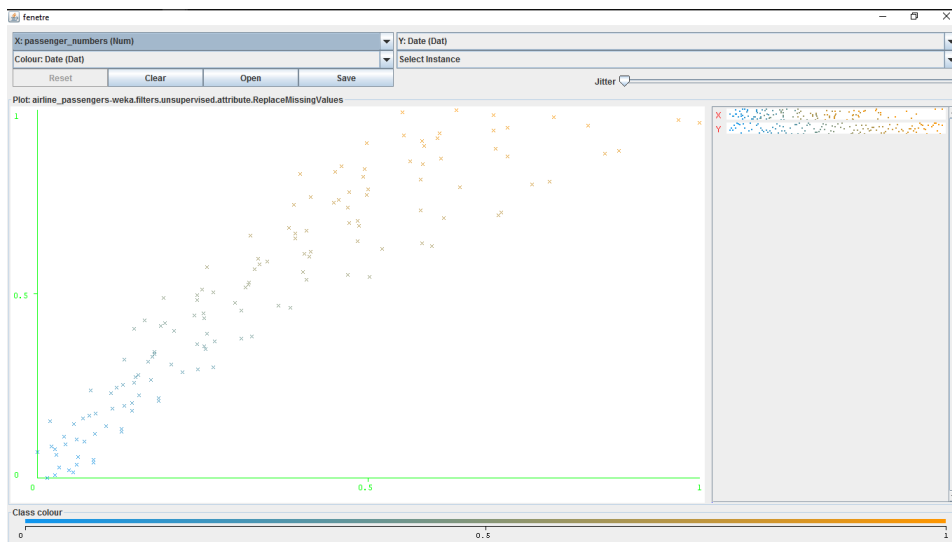 fenetre
X: passenger_numbers (Num) Y: Date (Dat)
Colour: Date (Dat) Select Instance
Reset Clear Open Save Jitter
Plot: airline_passengers-weka.filters.unsupervised.attribute.ReplaceMissingValues
1
0.5
0
0 0.5 1
X
Y
Class colour
0 0.5 1